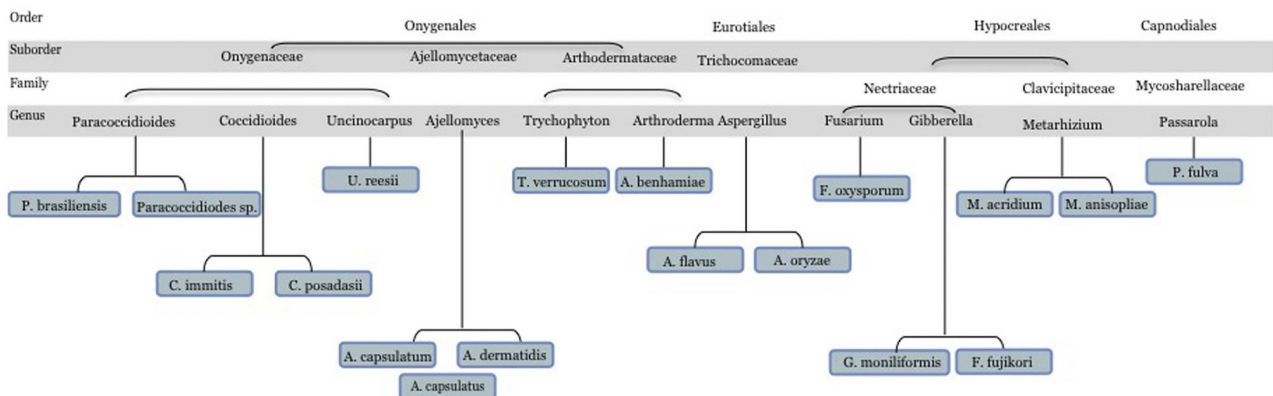 Order
Onygenales
Eurotiales
Hypocreales
Capnodiales
Suborder
Onygenaceae
Ajellomycetaceae
Arthodermataceae
Trichocomaceae
Family
Nectriaceae
Clavicipitaceae
Mycosharellaceae
Genus
Paracoccidioides
Coccidioides
Uncinocarpus
Ajellomyces
Trychophyton
Arthroderma
Aspergillus
Fusarium
Gibberella
Metarhizium
Passarola
P. brasiliensis
Paracoccidiodes sp.
U. reesii
T. verrucosum
A. benhamiae
F. oxysporum
M. acridium
M. anisopliae
P. fulva
C. immitis
C. posadasii
A. flavus
A. oryzae
A. capsulatum
A. dermatidis
A. capsulatus
G. moniliformis
F. fujikori